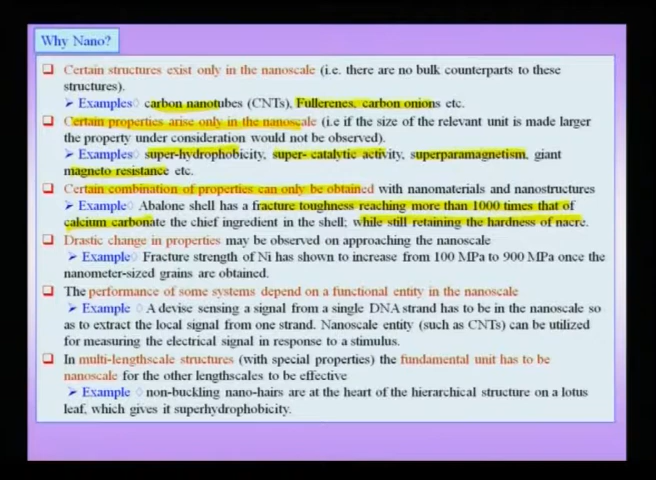 Why Nano?
❑ Certain structures exist only in the nanoscale (i.e. there are no bulk counterparts to these
structures).
➢ Examples◊ carbon nanotubes (CNTs), Fullerenes, carbon onions etc.
❑ Certain properties arise only in the nanoscale (i.e if the size of the relevant unit is made larger
the property under consideration would not be observed).
➢ Examples◊ super-hydrophobicity, super- catalytic activity, superparamagnetism, giant
magneto resistance etc.
❑ Certain combination of properties can only be obtained with nanomaterials and nanostructures
➢ Example◊ Abalone shell has a fracture toughness reaching more than 1000 times that of
calcium carbonate the chief ingredient in the shell; while still retaining the hardness of nacre.
❑ Drastic change in properties may be observed on approaching the nanoscale
➢ Example◊ Fracture strength of Ni has shown to increase from 100 MPa to 900 MPa once the
nanometer-sized grains are obtained.
❑ The performance of some systems depend on a functional entity in the nanoscale
➢ Example ◊ A devise sensing a signal from a single DNA strand has to be in the nanoscale so
as to extract the local signal from one strand. Nanoscale entity (such as CNTs) can be utilized
for measuring the electrical signal in response to a stimulus.
❑ In multi-lengthscale structures (with special properties) the fundamental unit has to be
nanoscale for the other lengthscales to be effective
➢ Example ◊ non-buckling nano-hairs are at the heart of the hierarchical structure on a lotus
leaf, which gives it superhydrophobicity.